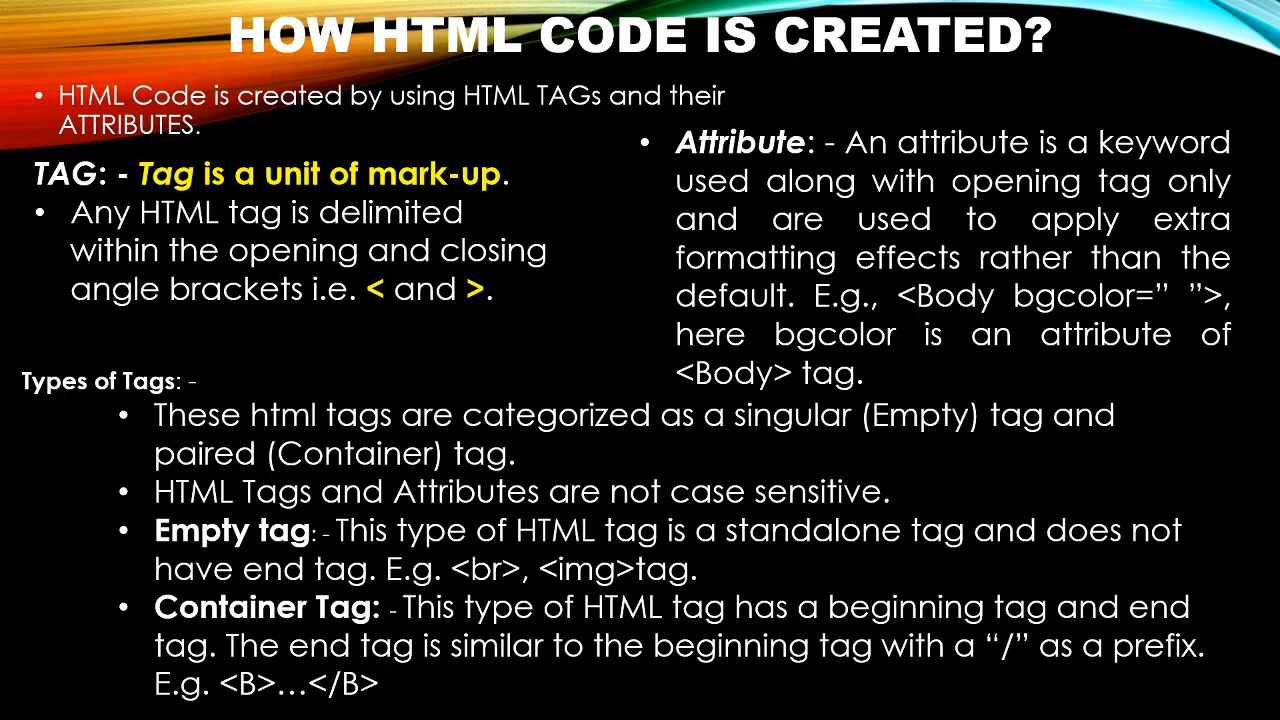 HOW HTML CODE IS CREATED?
• HTML Code is created by using HTML TAGs and their
ATTRIBUTES.
TAG: - Tag is a unit of mark-up.
• Any HTML tag is delimited
within the opening and closing
angle brackets i.e. < and >.
• Attribute: - An attribute is a keyword
used along with opening tag only
and are used to apply extra
formatting effects rather than the
default. E.g., <Body bgcolor=” ”>,
here bgcolor is an attribute of
<Body> tag.
Types of Tags: -
• These html tags are categorized as a singular (Empty) tag and
paired (Container) tag.
• HTML Tags and Attributes are not case sensitive.
• Empty tag: - This type of HTML tag is a standalone tag and does not
have end tag. E.g. <br>, <img>tag.
• Container Tag: - This type of HTML tag has a beginning tag and end
tag. The end tag is similar to the beginning tag with a “/” as a prefix.
E.g. <B>…</B>